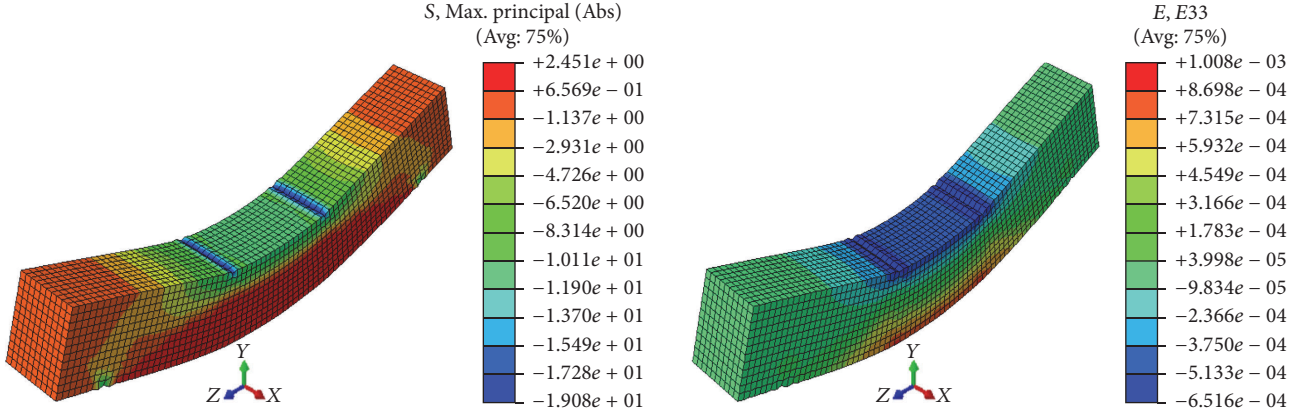 S, Max. principal (Abs)
(Avg: 75%)
+2.451e + 00
+6.569e − 01
−1.137e + 00
−2.931e + 00
−4.726e + 00
−6.520e + 00
−8.314e + 00
−1.011e + 01
−1.190e + 01
−1.370e + 01
−1.549e + 01
−1.728e + 01
−1.908e + 01
Y
Z
X
E, E33
(Avg: 75%)
+1.008e − 03
+8.698e − 04
+7.315e − 04
+5.932e − 04
+4.549e − 04
+3.166e − 04
+1.783e − 04
+3.998e − 05
−9.834e − 05
−2.366e − 04
−3.750e − 04
−5.133e − 04
−6.516e − 04
Y
Z
X